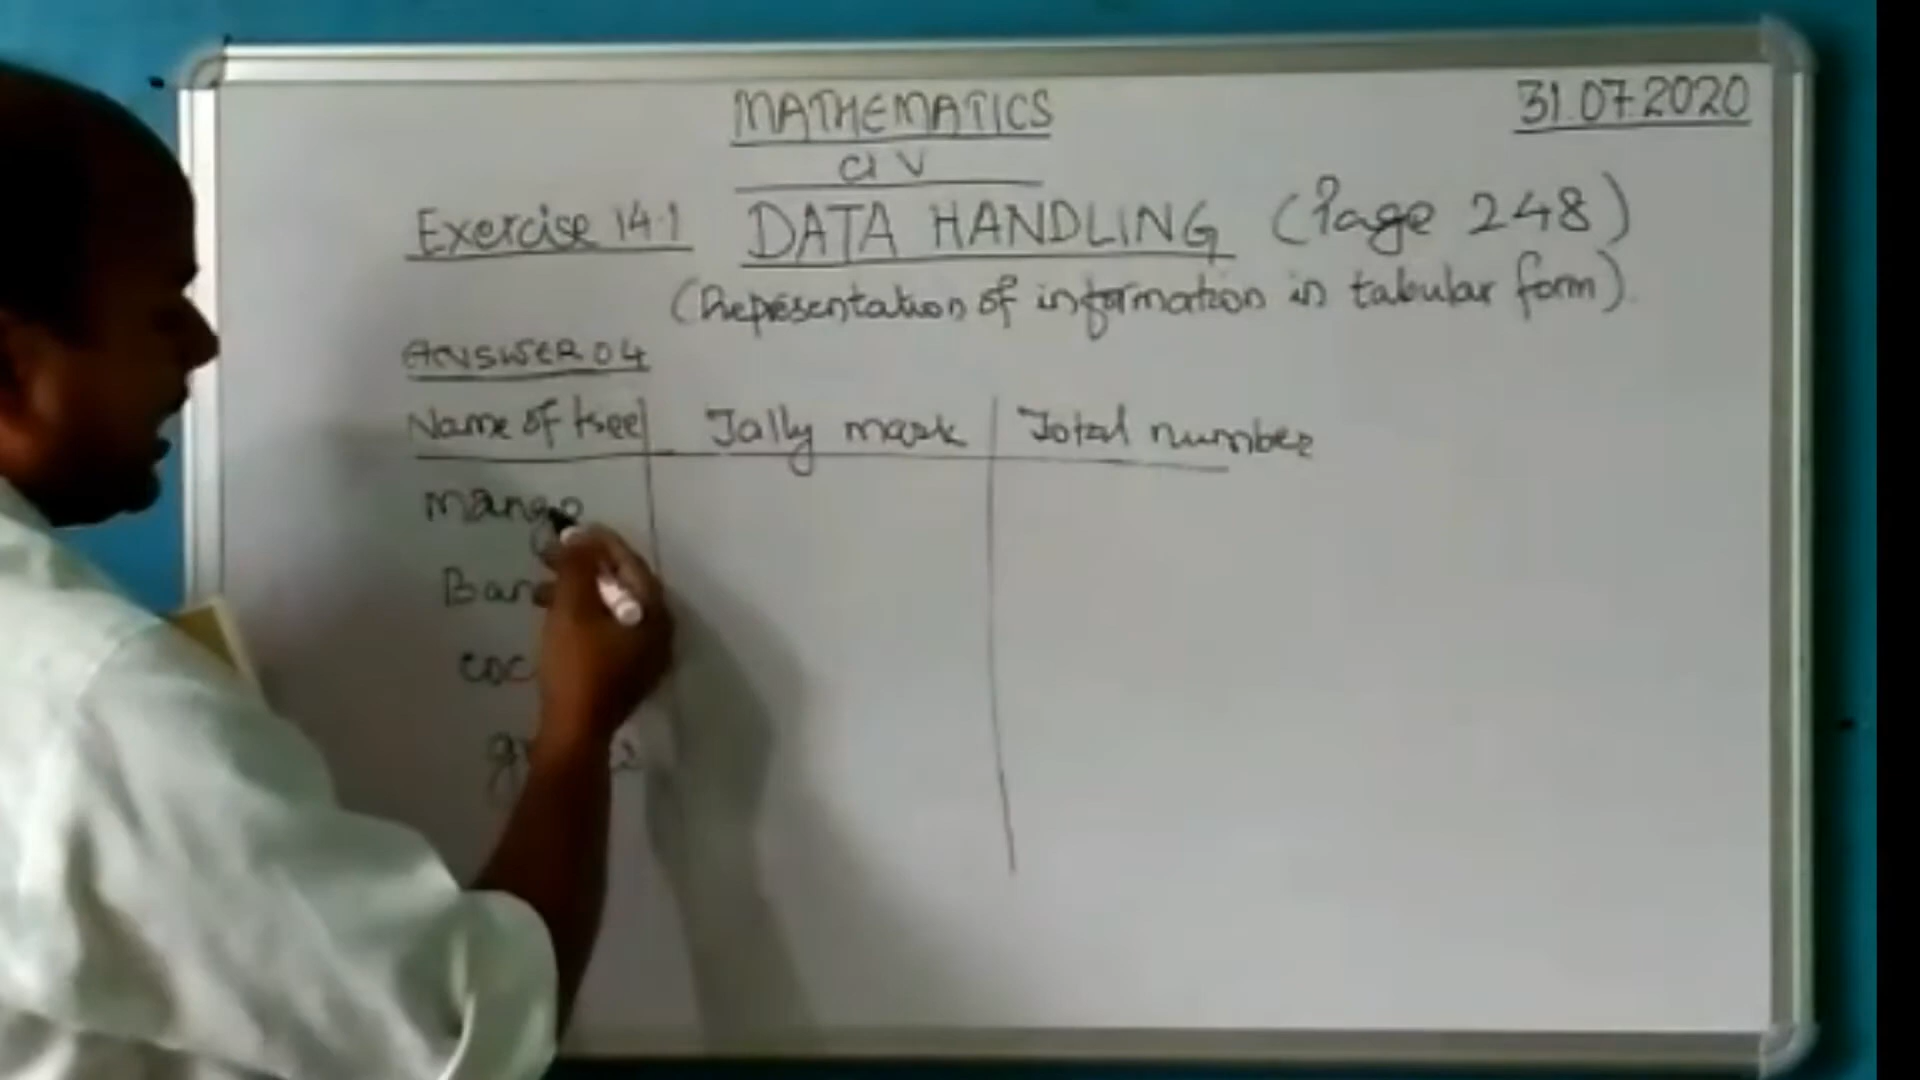 MATHEMATICS
31.07.2020
Cl V
Exercise 14.1 DATA HANDLING (Page 248)
(Representation of information in tabular form).
ANSWER 04
Name of tree Tally mark Total number
mango